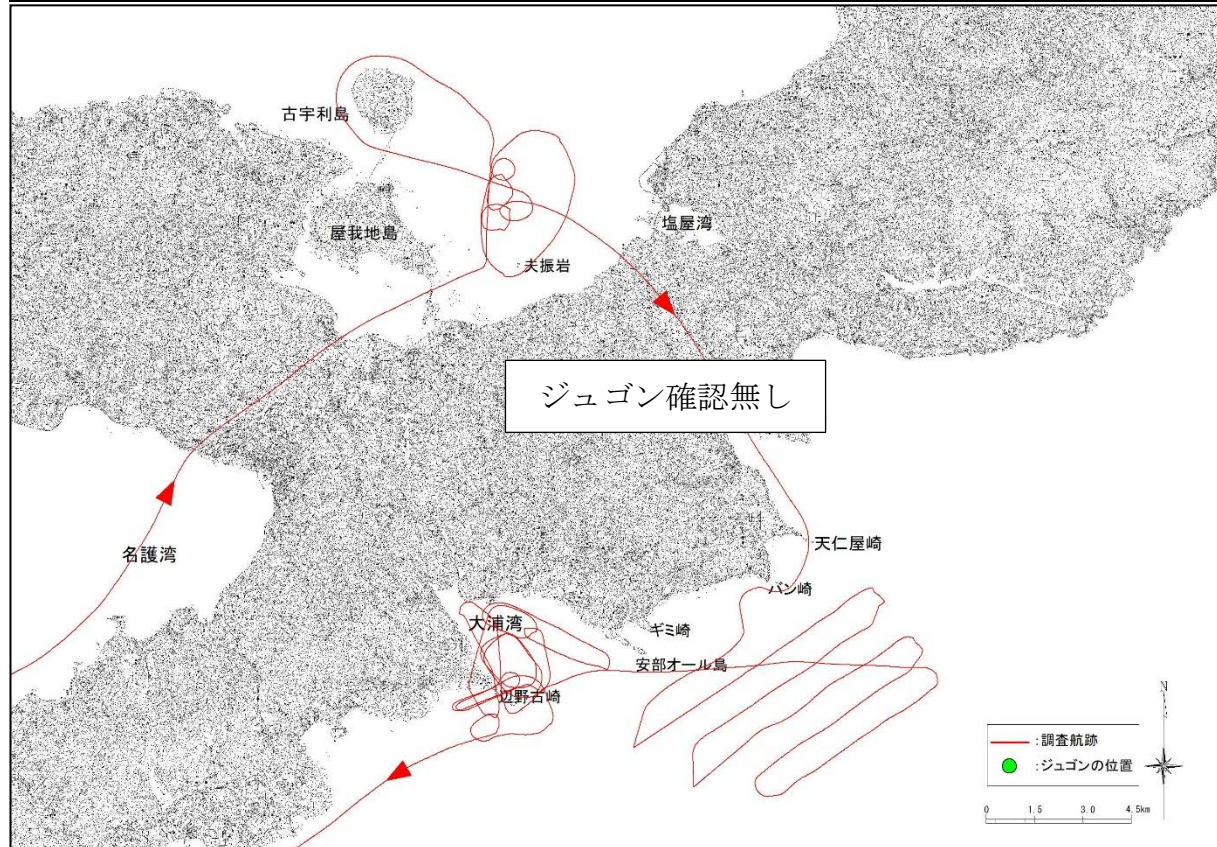 古宇利島
屋我地島
塩屋湾
夫振岩
ジュゴン確認無し
名護湾
天仁屋崎
バン崎
大浦湾
ギミ崎
安部オール島
辺野古崎
N
:調査航跡
:ジュゴンの位置
0 1.5 3.0 4.5km